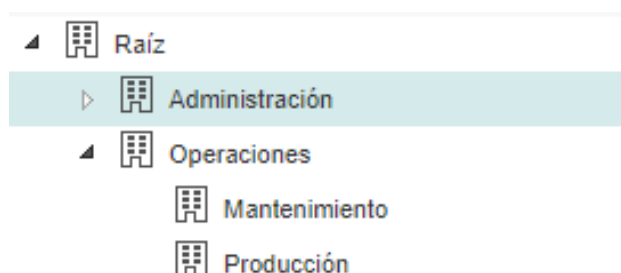 Raíz
Administración
Operaciones
Mantenimiento
Producción